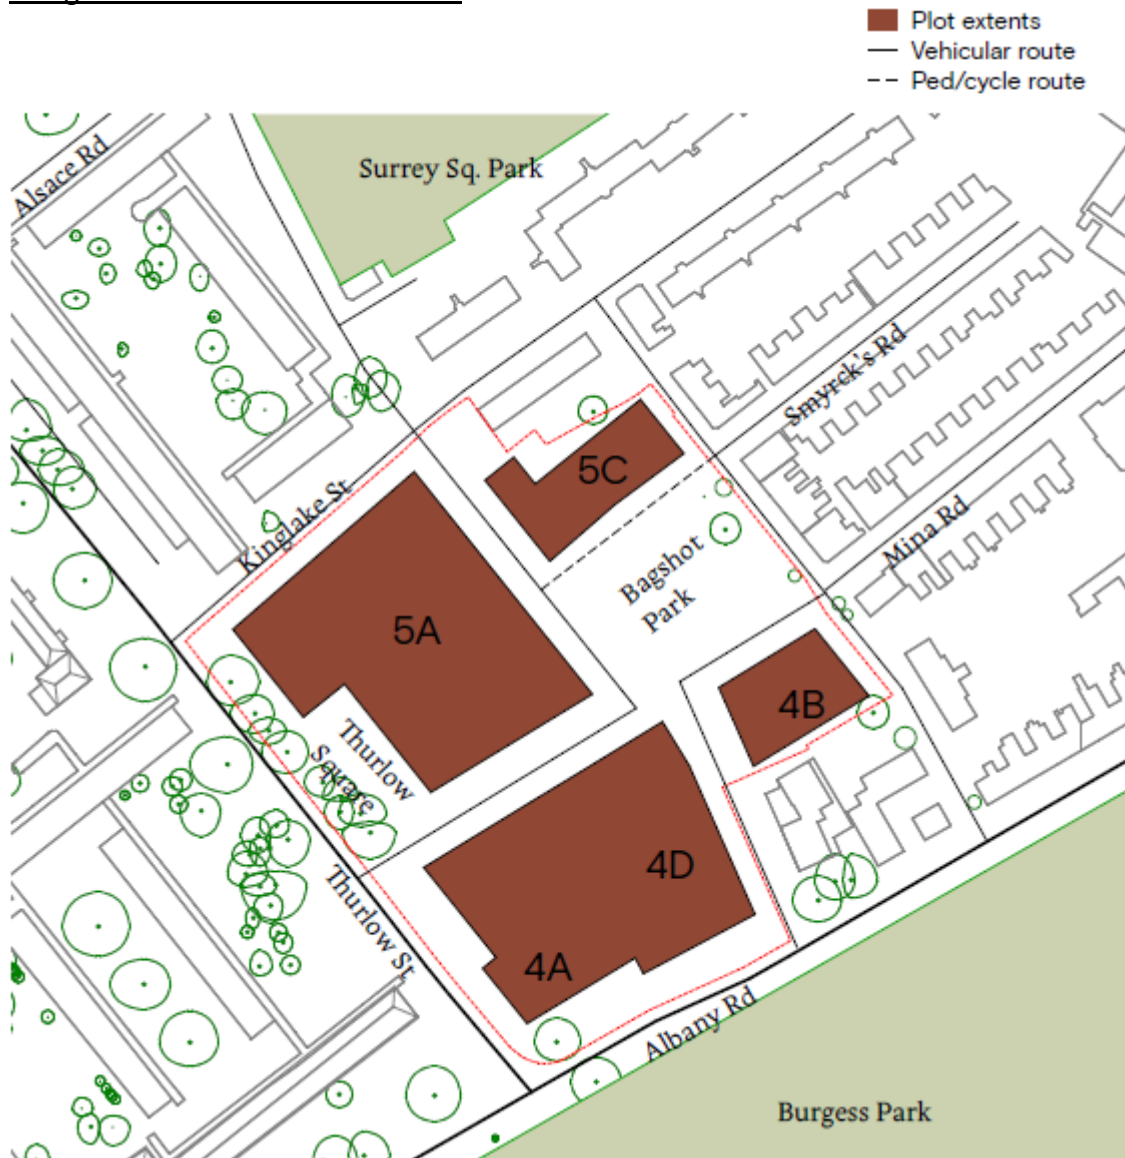 Plot extents
Vehicular route
Ped/cycle route
Alsace Rd
Surrey Sq. Park
Smyrck's Rd
Kinglake St
5C
Mina Rd
Bagshot
Park
5A
4B
Thurlow
Square
4D
Thurlow St
4A
Albany Rd
Burgess Park